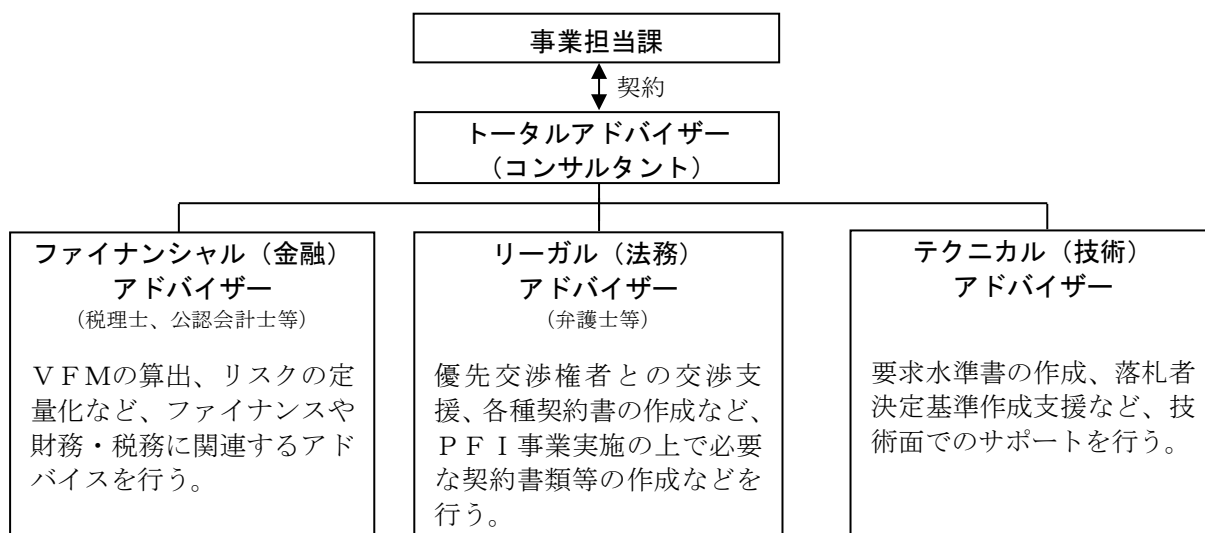 事業担当課
契約
トータルアドバイザー
（コンサルタント）
ファイナンシャル（金融）
アドバイザー
（税理士、公認会計士等）
ＶＦＭの算出、リスクの定
量化など、ファイナンスや
財務・税務に関連するアド
バイスを行う。
リーガル（法務）
アドバイザー
（弁護士等）
優先交渉権者との交渉支
援、各種契約書の作成など、
ＰＦＩ事業実施の上で必要
な契約書類等の作成などを
行う。
テクニカル（技術）
アドバイザー
要求水準書の作成、落札者
決定基準作成支援など、技
術面でのサポートを行う。